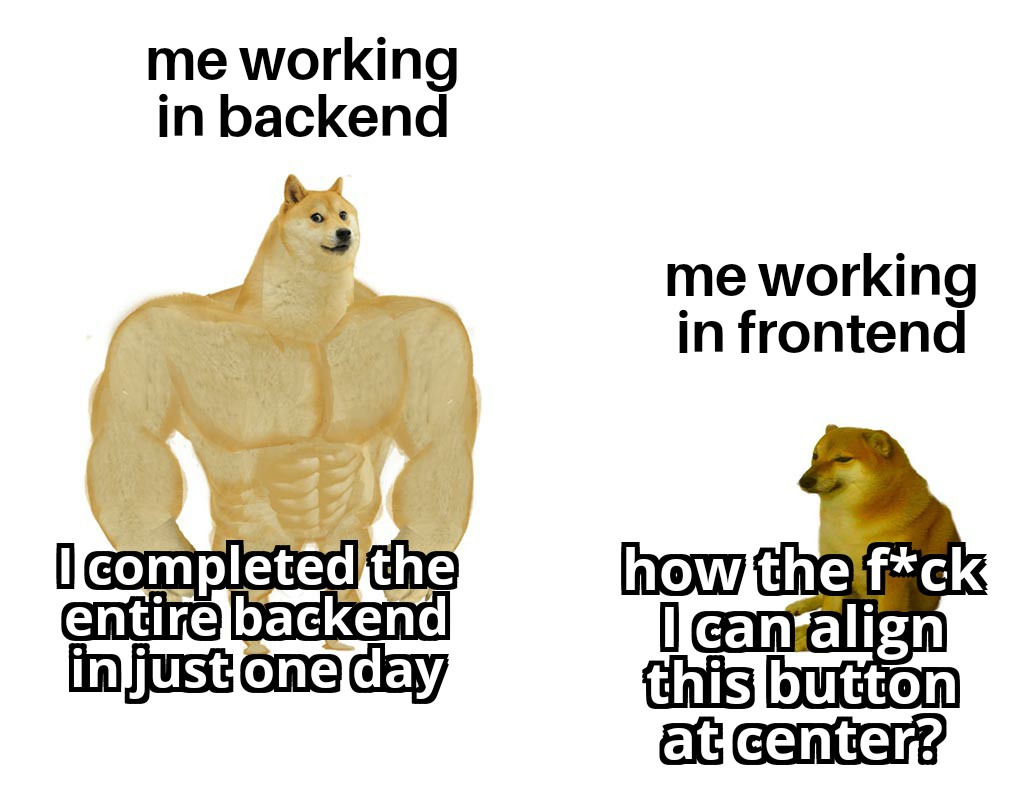 me working
in backend
I completed the
entire backend
in just one day
me working
in frontend
how the f*ck
I can align
this button
at center?